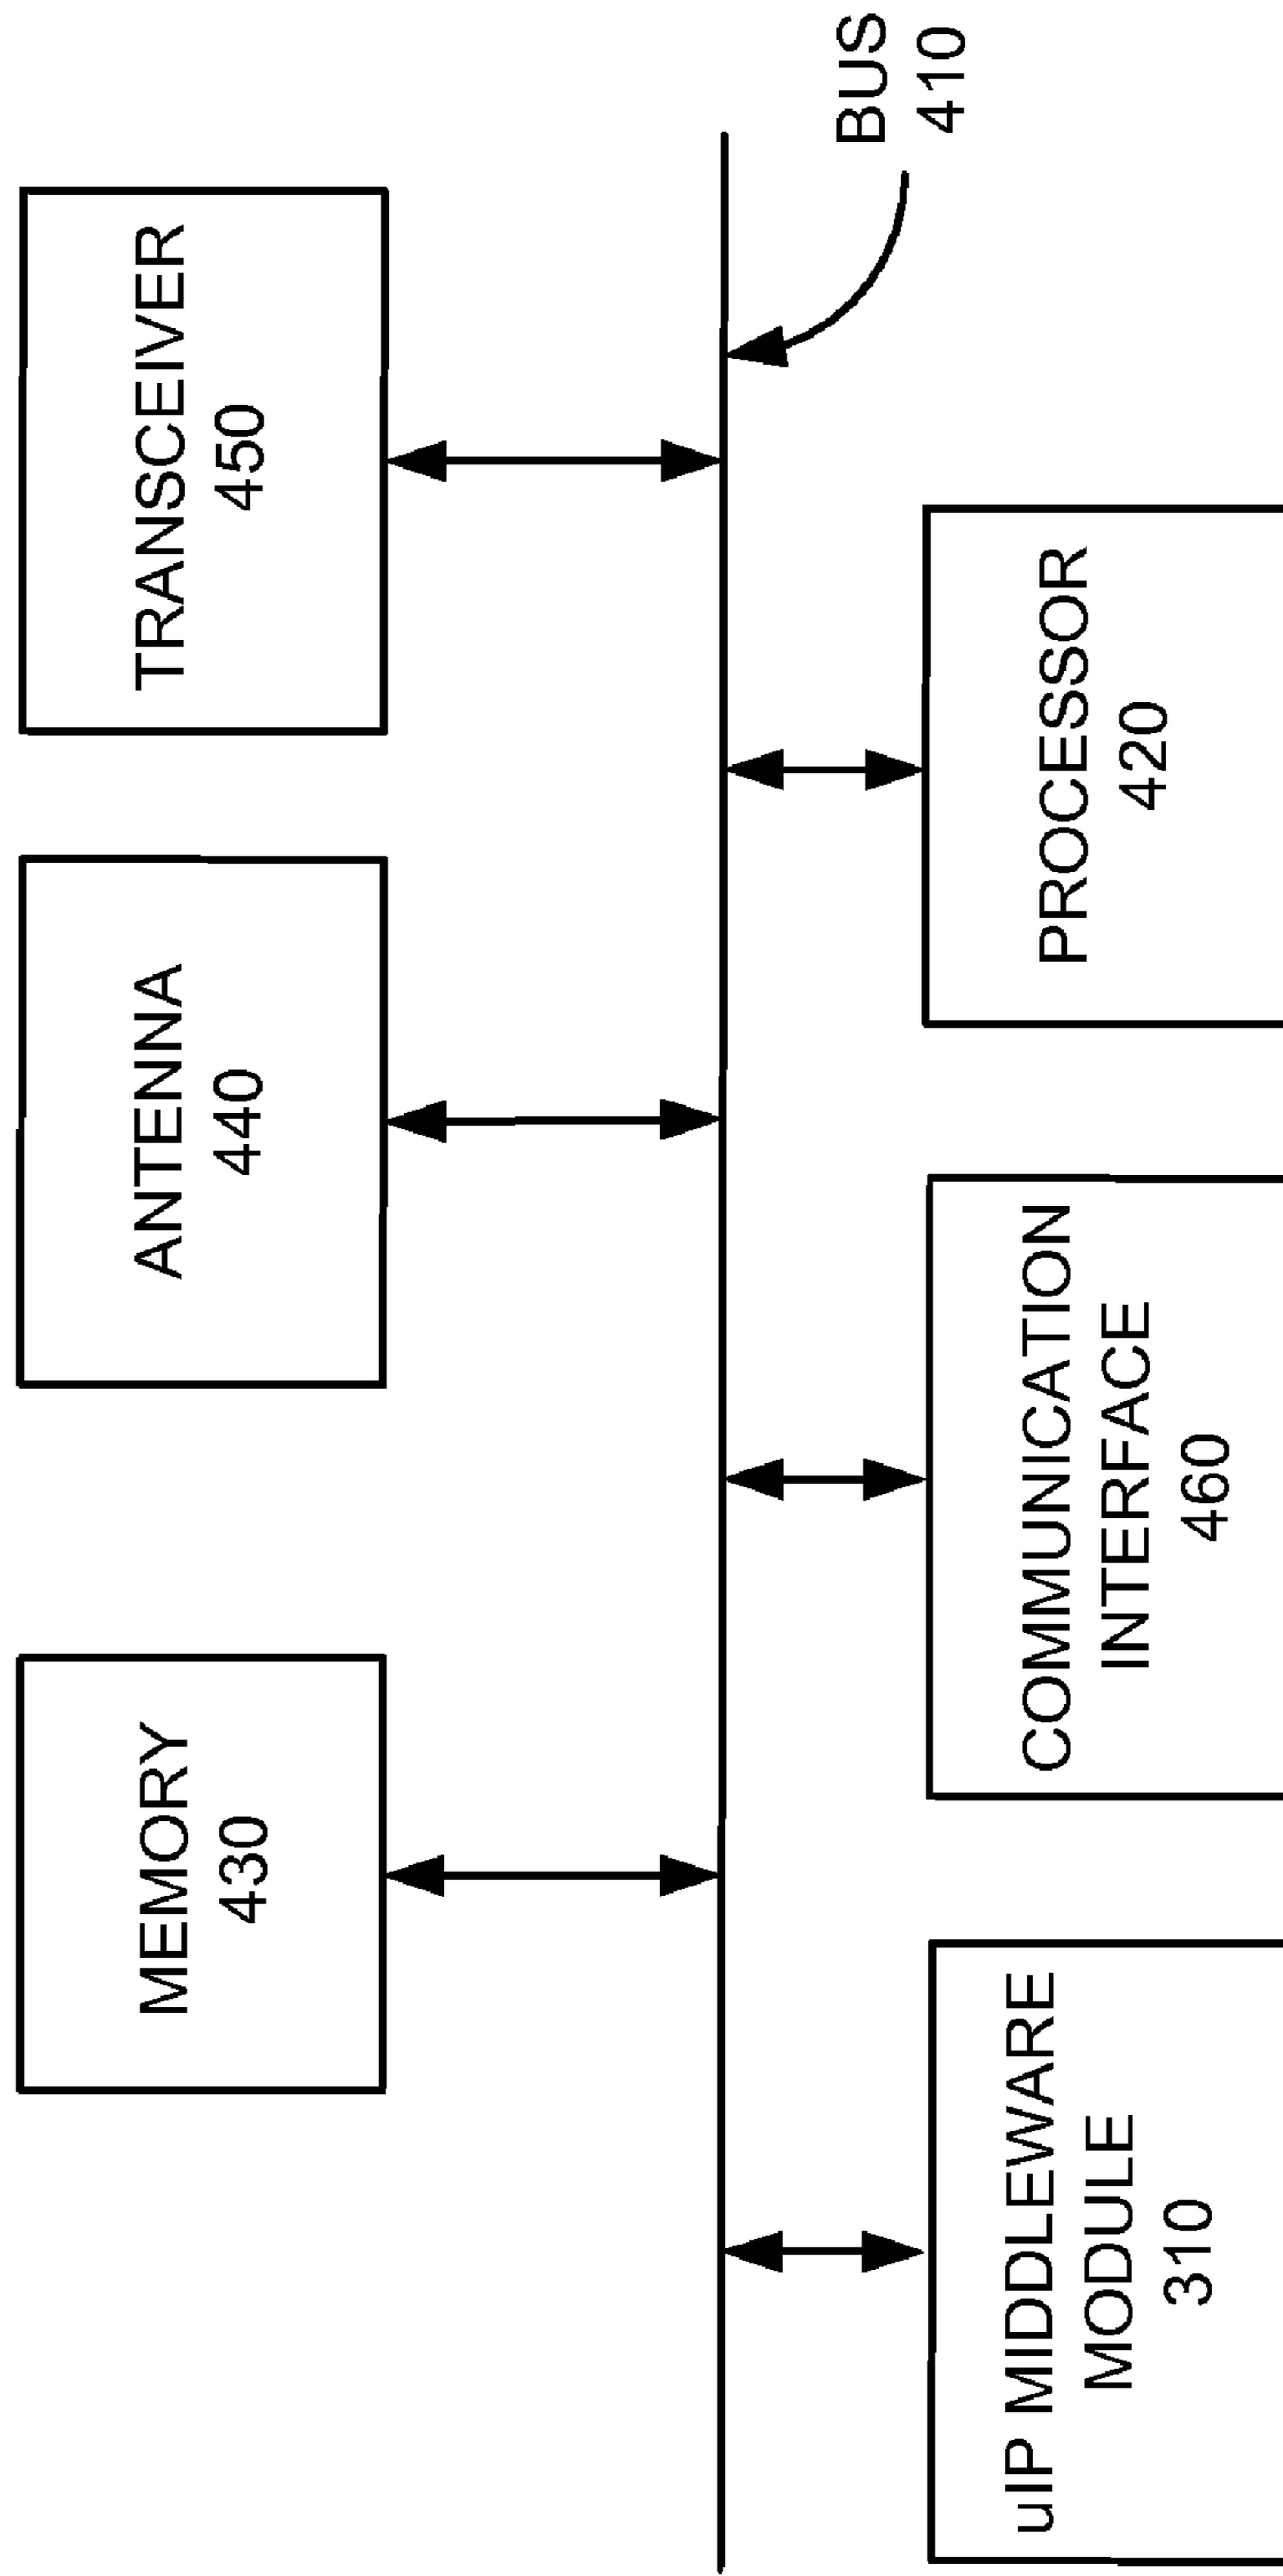 MEMORY
430
ANTENNA
440
TRANSCEIVER
450
BUS
410
uIP MIDDLEWARE
MODULE
310
COMMUNICATION
INTERFACE
460
PROCESSOR
420